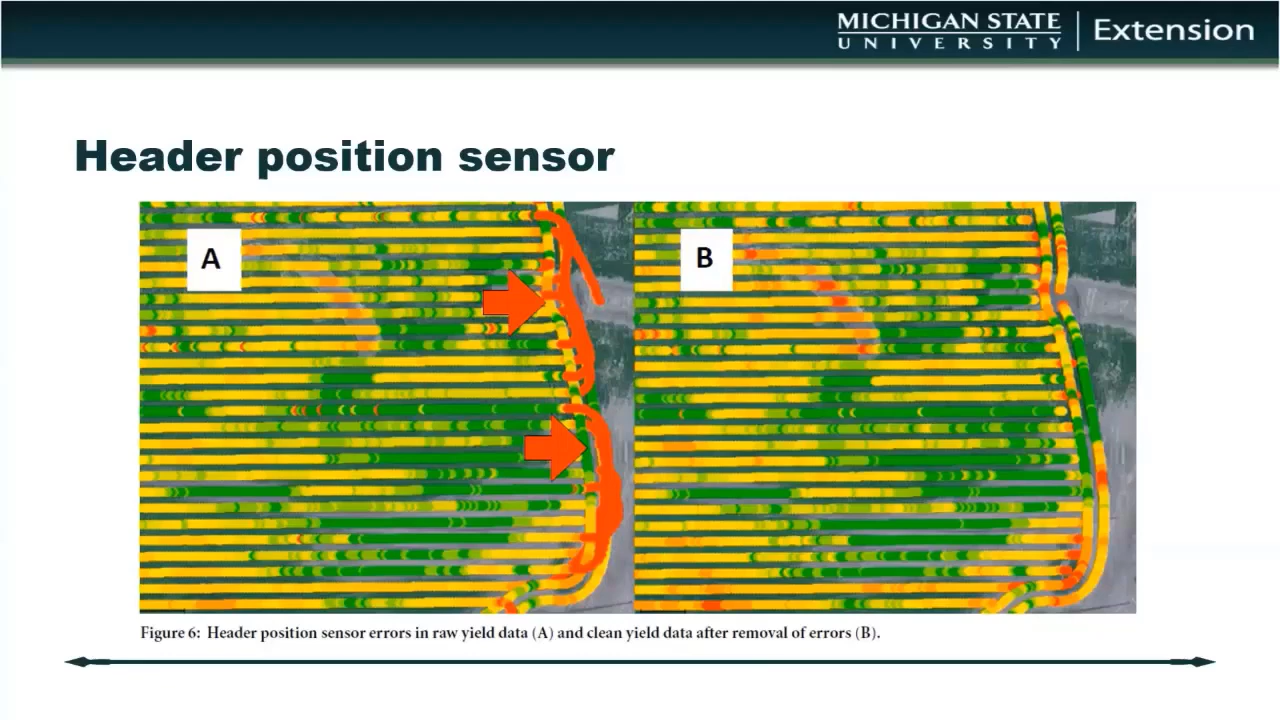 MICHIGAN STATE
UNIVERSITY
Extension
Header position sensor
A
B
Figure 6: Header position sensor errors in raw yield data (A) and clean yield data after removal of errors (B).